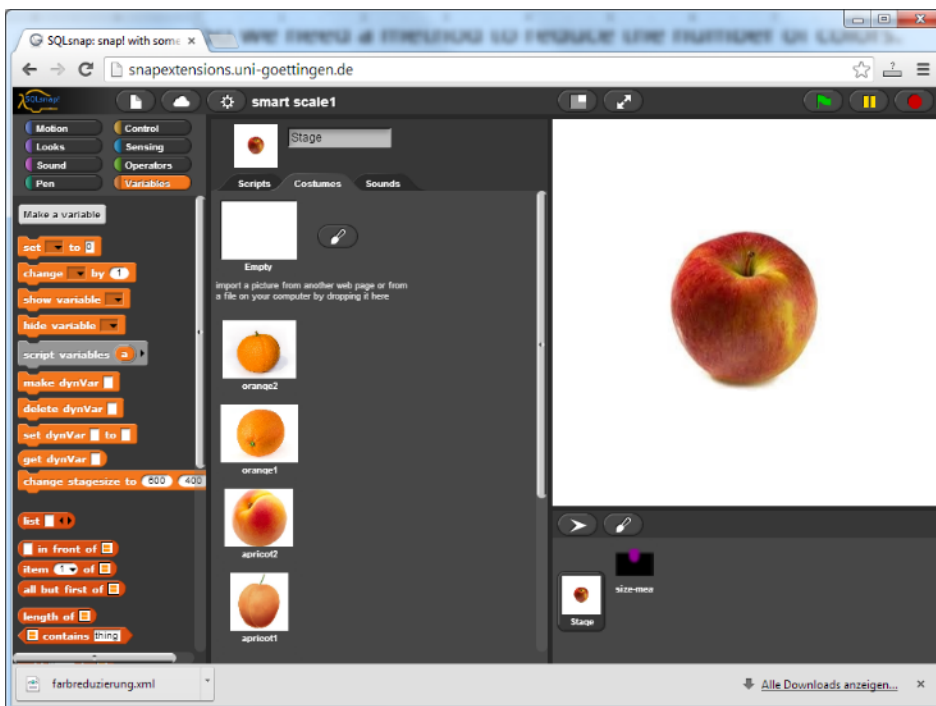 we need a method to reduce the number of colors.
SQLsnap: snap! with some
snapextensions.uni-goettingen.de
SQLsnap!
smart scale1
Motion Control
Looks Sensing
Sound Operators
Pen Variables
Make a variable
set to 0
change by 1
show variable
hide variable
script variables a
make dynVar
delete dynVar
set dynVar to
get dynVar
change stagesize to 600 400
list
in front of
item 1 of
all but first of
length of
contains thing
Stage
Scripts Costumes Sounds
Empty
import a picture from another web page or from
a file on your computer by dropping it here
orange2
orange1
apricot2
apricot1
Stage
size-mea
farbreduzierung.xml
Alle Downloads anzeigen...